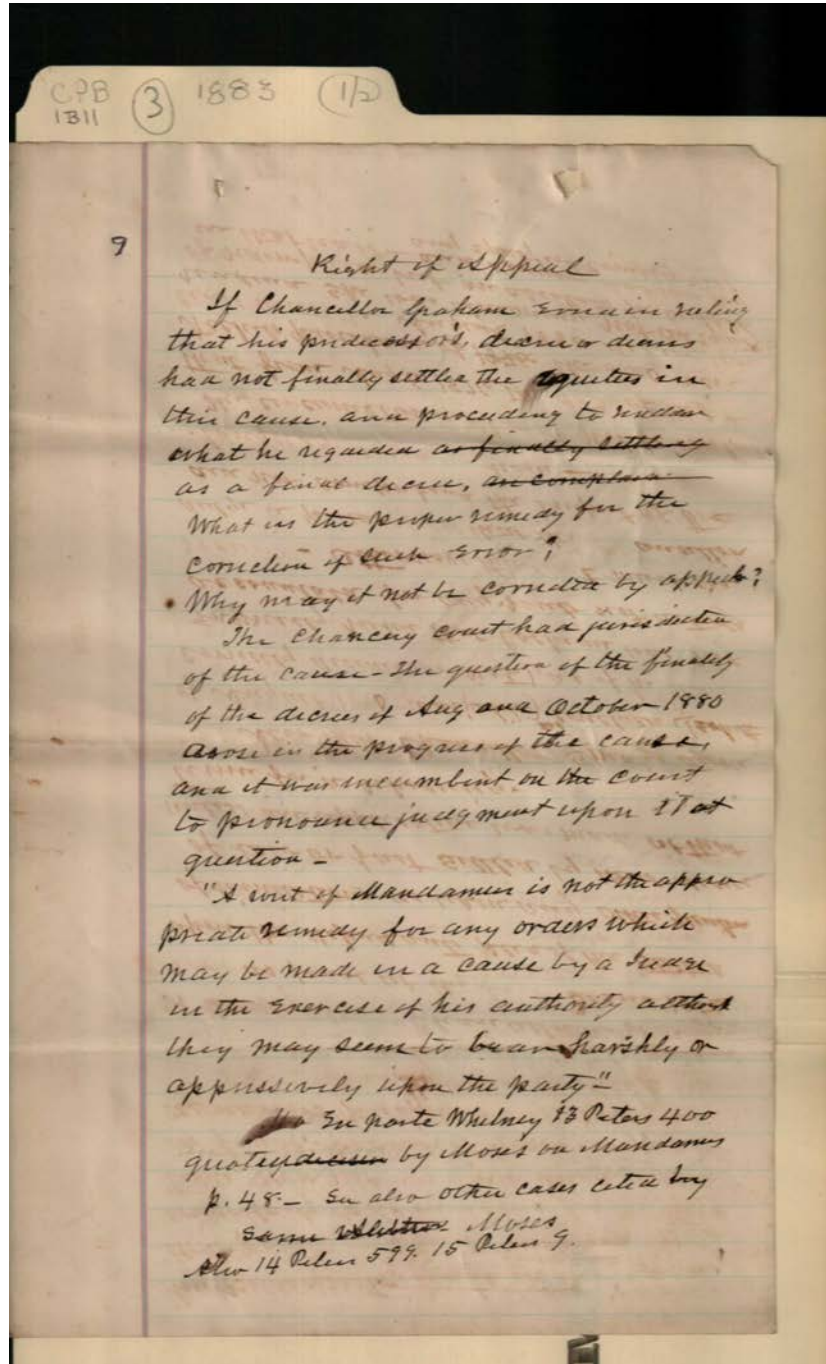 CPB 3 1883 (1/2)
1311
9
Right of Appeal
If Chancellor Graham erred in ruling
that his predecessor's, decree or decrees
had not finally settled the equities in
this cause. and proceeding to render
what he regarded as finally settling
as a final decree,
What is the proper remedy for the
correction of such error?
Why may it not be corrected by appeal?
The Chancery court had jurisdiction
of the cause - The question of the finality
of the decrees of Aug and October 1880
arose in the progress of the cause,
and it was incumbent on the court
to pronounce judgment upon that
question -
"A writ of Mandamus is not the appro
priate remedy for any orders which
may be made in a cause by a Judge
in the exercise of his authority although
they may seem to bear harshly or
oppressively upon the party"
Ex parte Whitney 13 Peters 400
quoted decision by Moses on Mandamus
p. 48 - See also other cases cited by
same Moses
Also 14 Peters 599. 15 Peters 9.